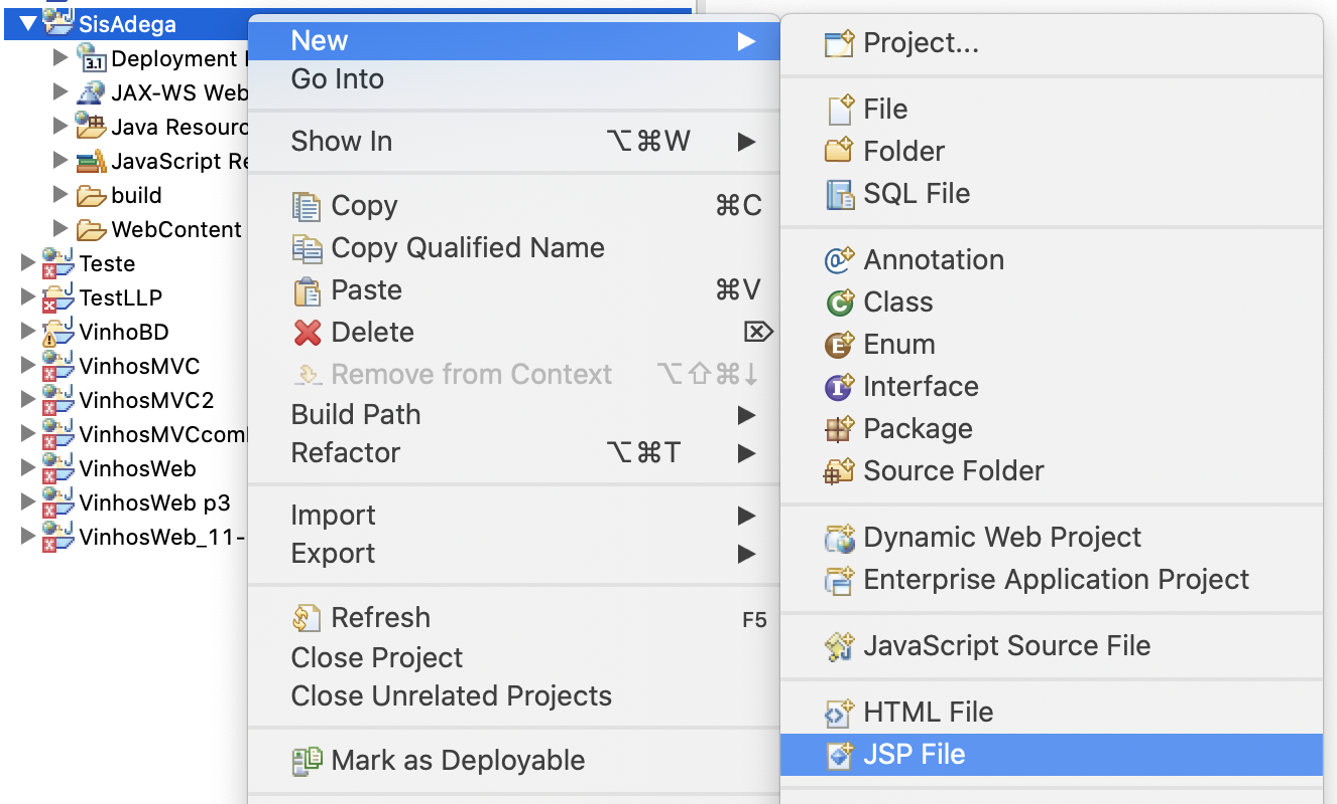 SisAdega
3.1 Deployment
JAX-WS Web
Java Resourc
JavaScript Re
build
WebContent
Teste
TestLLP
VinhoBD
VinhosMVC
VinhosMVC2
VinhosMVCcom
VinhosWeb
VinhosWeb p3
VinhosWeb_11-
New
Go Into
Show In ⌥⌘W
Copy ⌘C
Copy Qualified Name
Paste ⌘V
Delete ⌦
Remove from Context ⌥⇧⌘↓
Build Path
Refactor ⌥⌘T
Import
Export
Refresh F5
Close Project
Close Unrelated Projects
Mark as Deployable
Project...
File
Folder
SQL File
Annotation
Class
Enum
Interface
Package
Source Folder
Dynamic Web Project
Enterprise Application Project
JavaScript Source File
HTML File
JSP File